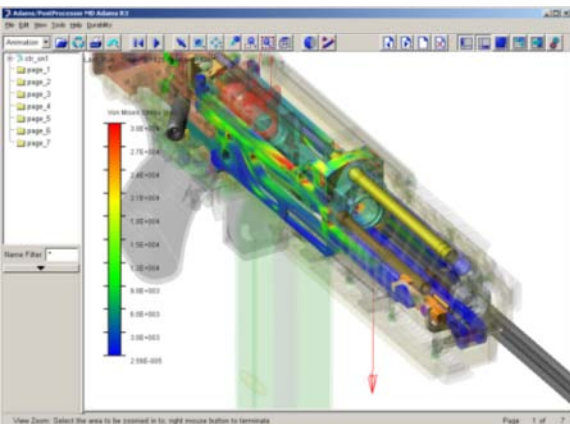 Adams/PostProcessor MD Adams R3
File Edit View Tools Help Durability
Animation
ctr_sn1
page_1
page_2
page_3
page_4
page_5
page_6
page_7
Name Filter *
Von Mises Stress
3.0E+004
2.7E+004
2.1E+004
1.8E+004
1.5E+004
1.2E+004
9.0E+003
6.0E+003
3.0E+003
2.56E-005
View Zoom: Select the area to be zoomed in to; right mouse button to terminate
Page 1 of 7